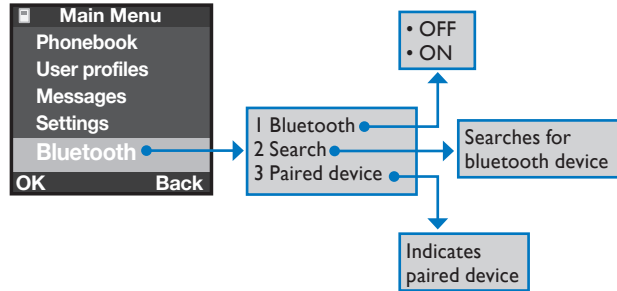 Main Menu
Phonebook
User profiles
Messages
Settings
Bluetooth
OK Back
1 Bluetooth
2 Search
3 Paired device
• OFF
• ON
Searches for
bluetooth device
Indicates
paired device